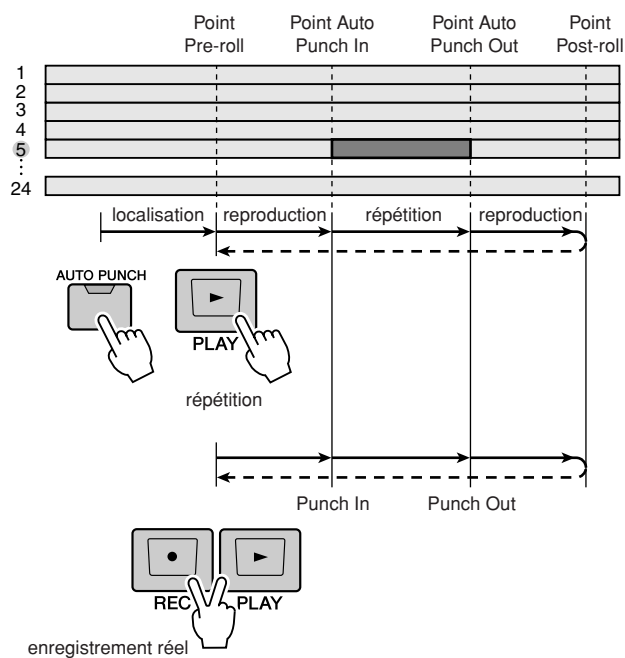 Point Pre-roll
Point Auto Punch In
Point Auto Punch Out
Point Post-roll
1
2
3
4
5
24
localisation reproduction répétition reproduction
AUTO PUNCH
PLAY
répétition
Punch In Punch Out
REC PLAY
enregistrement réel